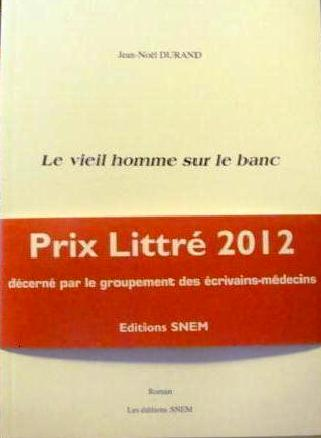 Jean-Noël DURAND
Le vieil homme sur le banc
Prix Littré 2012
décerné par le groupement des écrivains-médecins
Editions SNEM
Roman
Les éditions SNEM